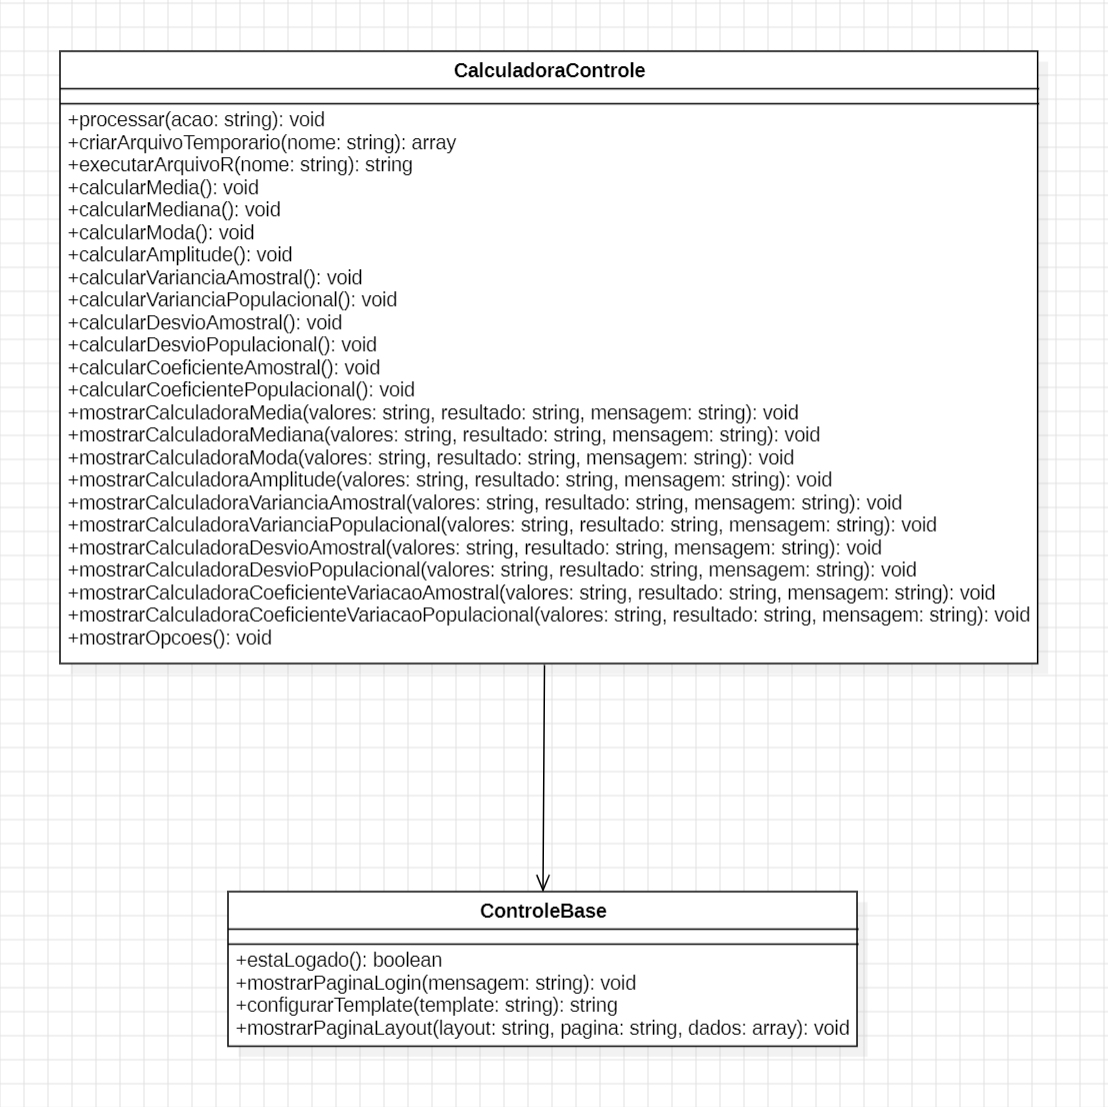 CalculadoraControle
+processar(acao: string): void
+criarArquivoTemporario(nome: string): array
+executarArquivoR(nome: string): string
+calcularMedia(): void
+calcularMediana(): void
+calcularModa(): void
+calcularAmplitude(): void
+calcularVarianciaAmostral(): void
+calcularVarianciaPopulacional(): void
+calcularDesvioAmostral(): void
+calcularDesvioPopulacional(): void
+calcularCoeficienteAmostral(): void
+calcularCoeficientePopulacional(): void
+mostrarCalculadoraMedia(valores: string, resultado: string, mensagem: string): void
+mostrarCalculadoraMediana(valores: string, resultado: string, mensagem: string): void
+mostrarCalculadoraModa(valores: string, resultado: string, mensagem: string): void
+mostrarCalculadoraAmplitude(valores: string, resultado: string, mensagem: string): void
+mostrarCalculadoraVarianciaAmostral(valores: string, resultado: string, mensagem: string): void
+mostrarCalculadoraVarianciaPopulacional(valores: string, resultado: string, mensagem: string): void
+mostrarCalculadoraDesvioAmostral(valores: string, resultado: string, mensagem: string): void
+mostrarCalculadoraDesvioPopulacional(valores: string, resultado: string, mensagem: string): void
+mostrarCalculadoraCoeficienteVariacaoAmostral(valores: string, resultado: string, mensagem: string): void
+mostrarCalculadoraCoeficienteVariacaoPopulacional(valores: string, resultado: string, mensagem: string): void
+mostrarOpcoes(): void
ControleBase
+estaLogado(): boolean
+mostrarPaginaLogin(mensagem: string): void
+configurarTemplate(template: string): string
+mostrarPaginaLayout(layout: string, pagina: string, dados: array): void